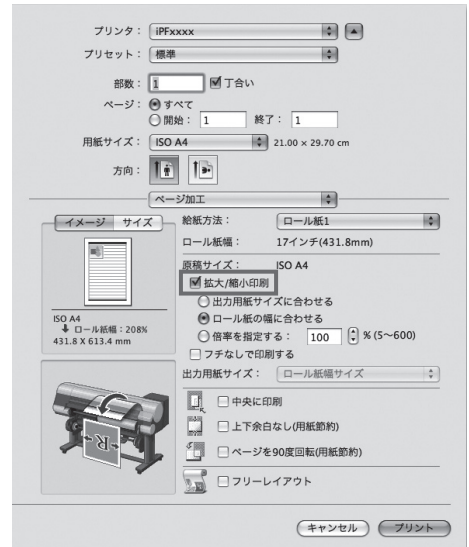 プリンタ： iPFxxxx
プリセット： 標準
部数： 1 丁合い
ページ： すべて
開始： 1 終了： 1
用紙サイズ： ISO A4 21.00 × 29.70 cm
方向：
ページ加工
イメージ サイズ
給紙方法： ロール紙1
ロール紙幅： 17インチ(431.8mm)
原稿サイズ： ISO A4
拡大/縮小印刷
出力用紙サイズに合わせる
ロール紙の幅に合わせる
倍率を指定する： 100 % (5～600)
フチなしで印刷する
ISO A4
ロール紙幅：208%
431.8 X 613.4 mm
出力用紙サイズ： ロール紙幅サイズ
R
中央に印刷
上下余白なし(用紙節約)
ページを90度回転(用紙節約)
フリーレイアウト
キャンセル プリント